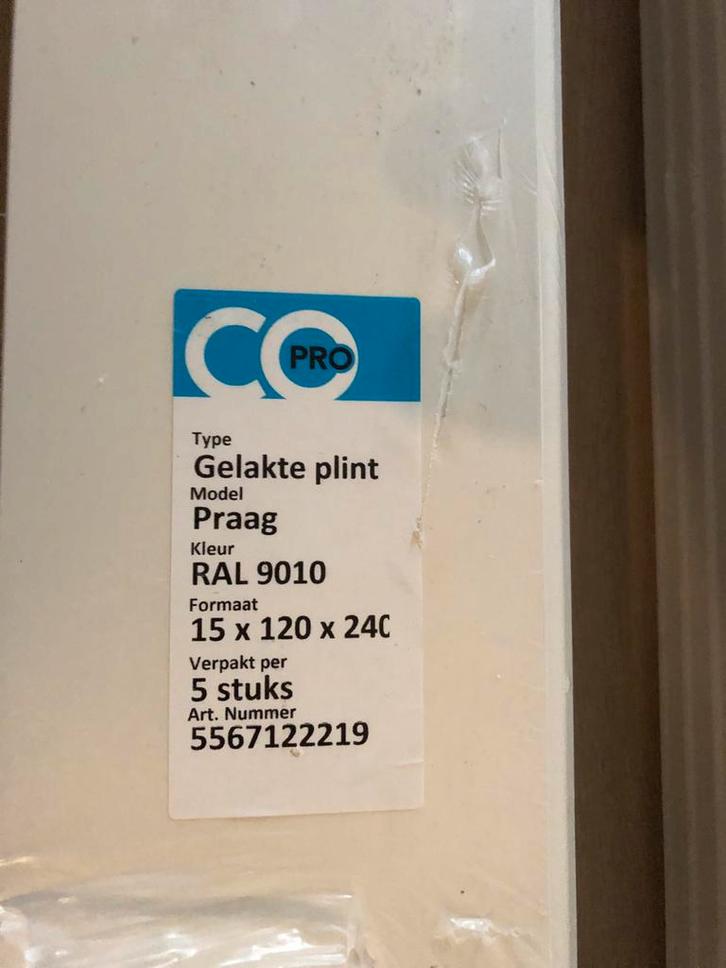 CO
PRO
Type
Gelakte plint
Model
Praag
Kleur
RAL 9010
Formaat
15 x 120 x 240
Verpakt per
5 stuks
Art. Nummer
5567122219